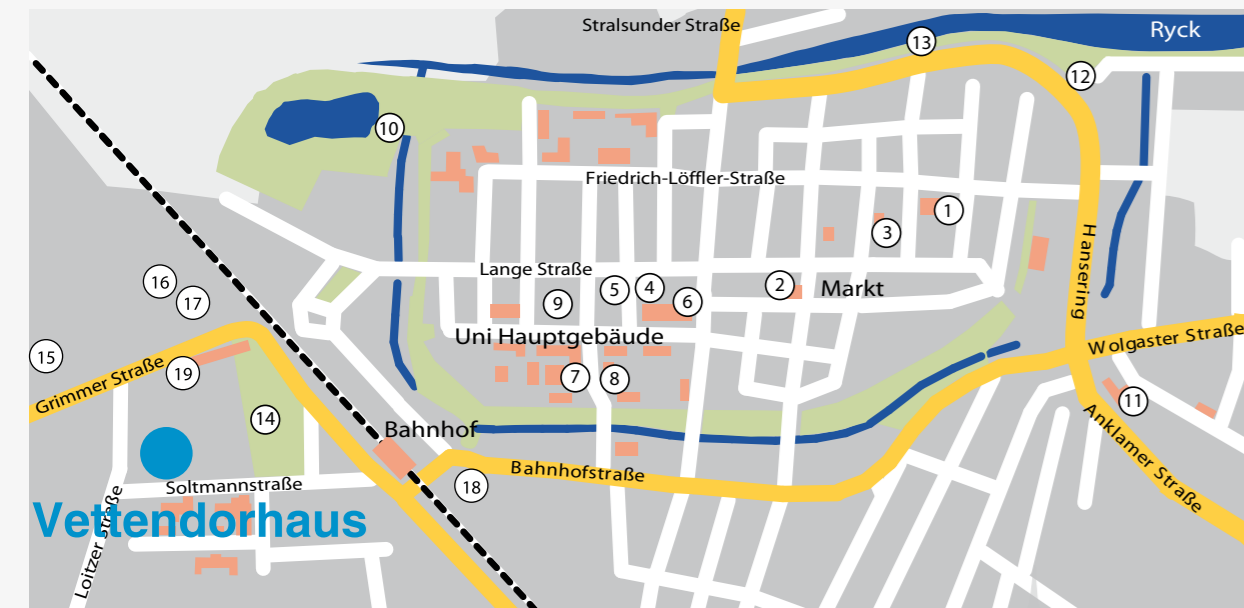 Stralsunder Straße
Ryck
13
12
10
Friedrich-Löffler-Straße
1
3
Hansering
Lange Straße
16
17
9
5
4
6
2
Markt
Uni Hauptgebäude
Wolgaster Straße
15
Grimmer Straße
19
7
8
11
14
Bahnhof
Anklamer Straße
Bahnhofstraße
18
Soltmannstraße
Vettendorhaus
Loitzer Straße